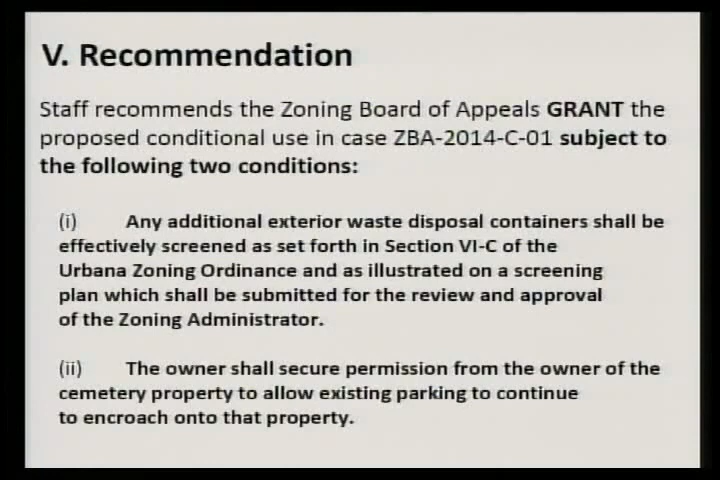 V. Recommendation
Staff recommends the Zoning Board of Appeals GRANT the
proposed conditional use in case ZBA-2014-C-01 subject to
the following two conditions:
(i) Any additional exterior waste disposal containers shall be
effectively screened as set forth in Section VI-C of the
Urbana Zoning Ordinance and as illustrated on a screening
plan which shall be submitted for the review and approval
of the Zoning Administrator.
(ii) The owner shall secure permission from the owner of the
cemetery property to allow existing parking to continue
to encroach onto that property.